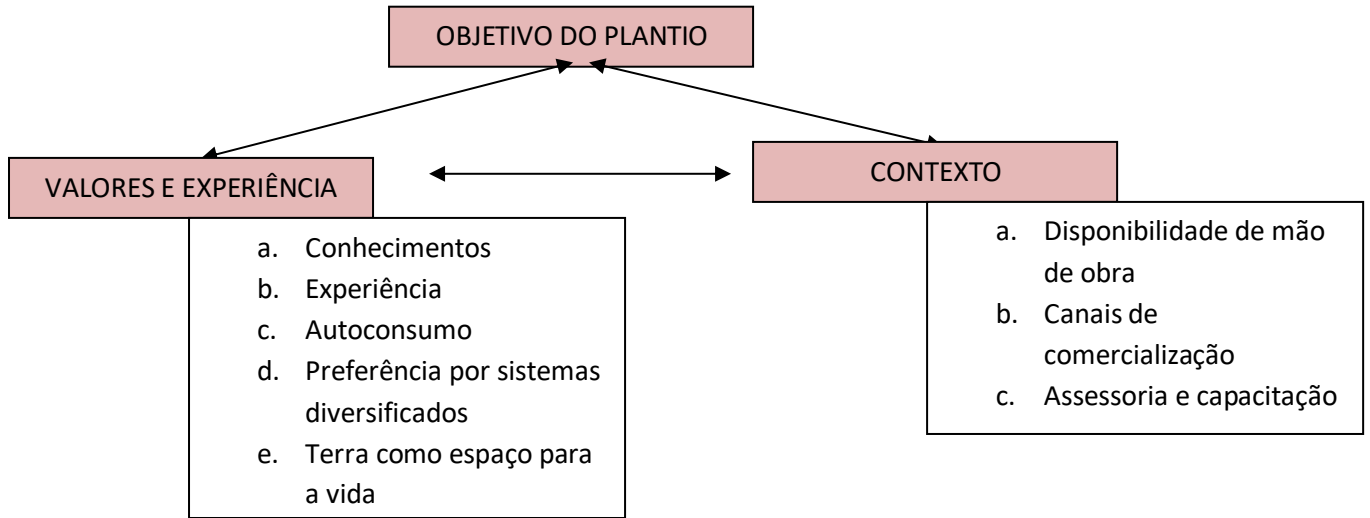 OBJETIVO DO PLANTIO
VALORES E EXPERIÊNCIA
a. Conhecimentos
b. Experiência
c. Autoconsumo
d. Preferência por sistemas
diversificados
e. Terra como espaço para
a vida
CONTEXTO
a. Disponibilidade de mão
de obra
b. Canais de
comercialização
c. Assessoria e capacitação